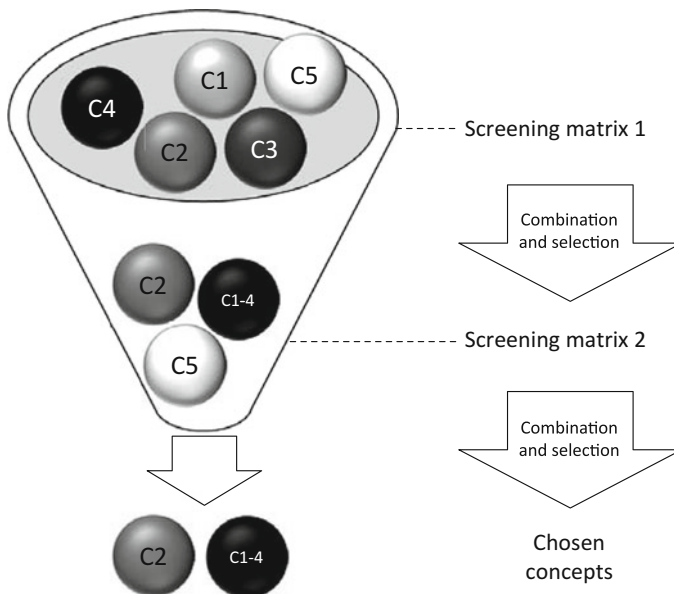 C1
C5
C4
C2
C3
Screening matrix 1
Combination
and selection
C2
C1-4
C5
Screening matrix 2
Combination
and selection
C2
C1-4
Chosen
concepts